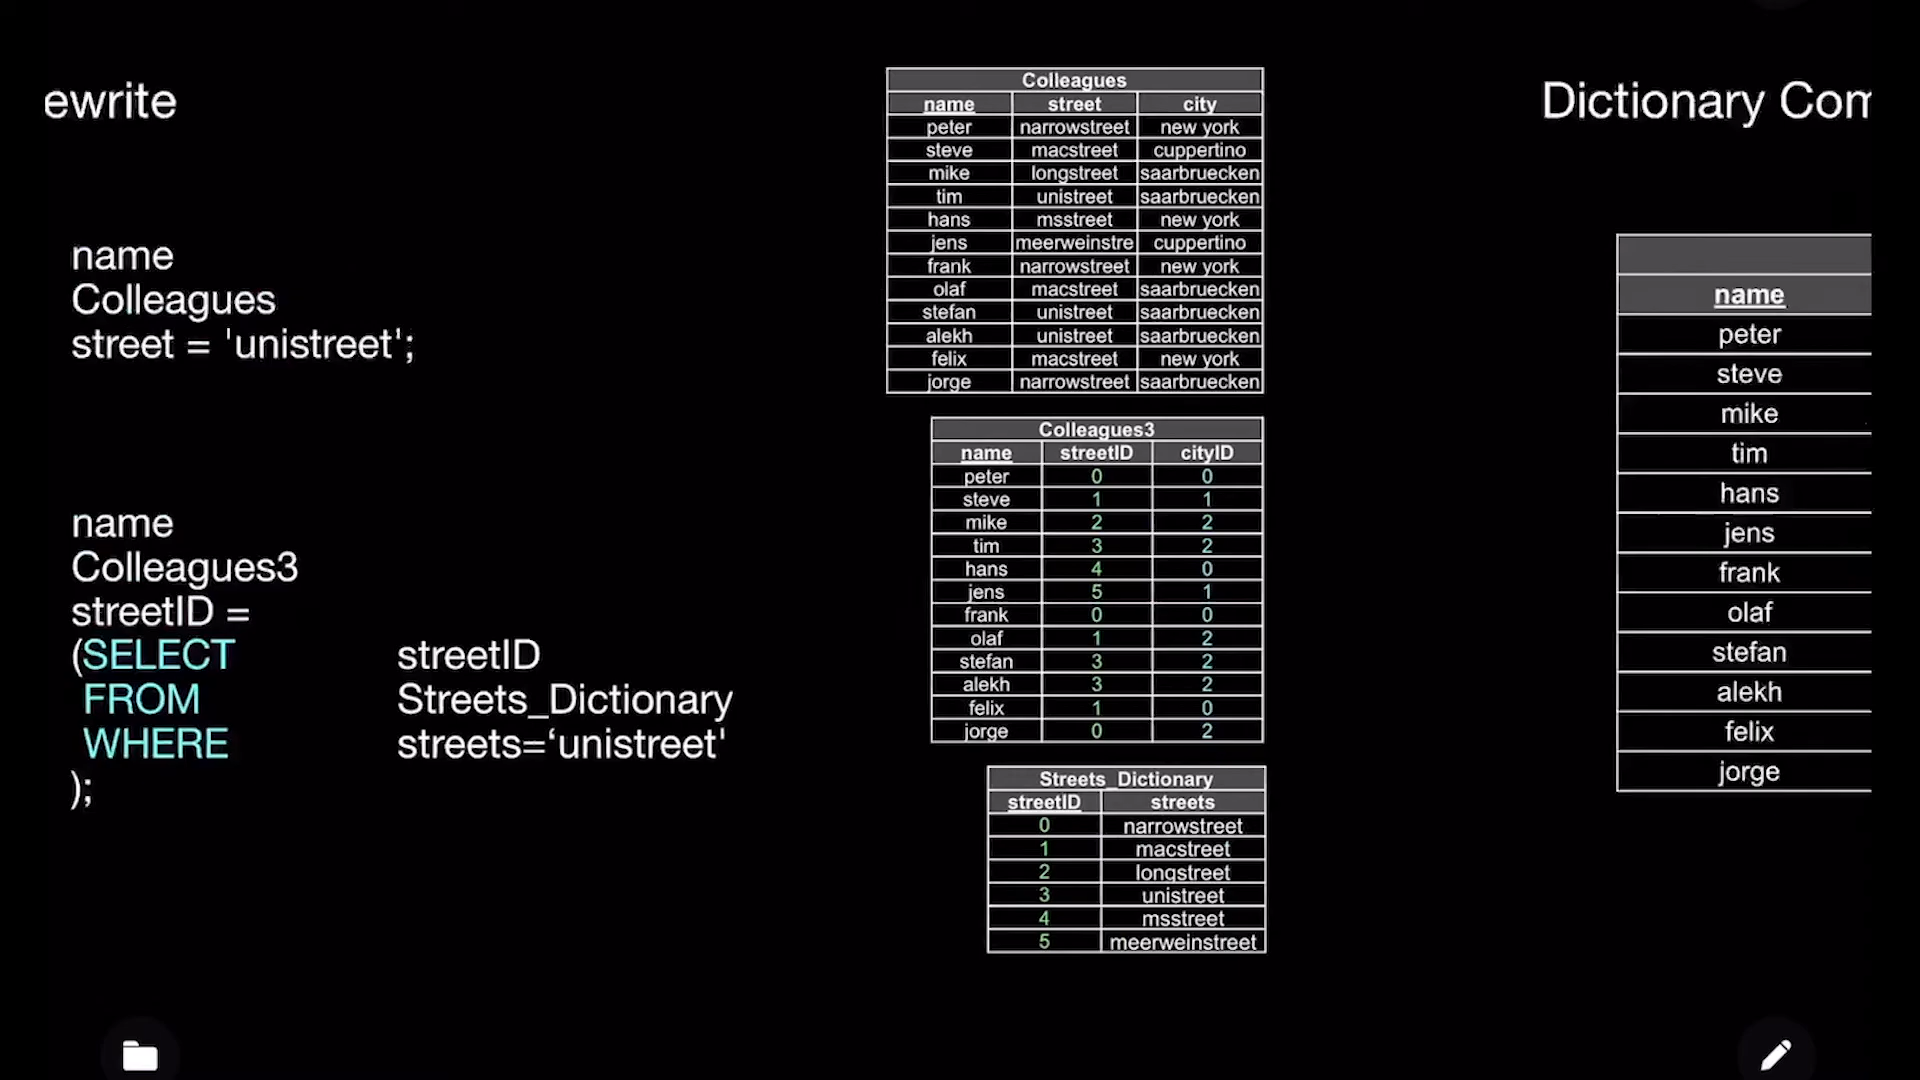 ewrite
name
Colleagues
street = 'unistreet';
name
Colleagues3
streetID =
(SELECT streetID
FROM Streets_Dictionary
WHERE streets=‘unistreet'
);
Colleagues
name street city
peter narrowstreet new york
steve macstreet cuppertino
mike longstreet saarbruecken
tim unistreet saarbruecken
hans msstreet new york
jens meerweinstre cuppertino
frank narrowstreet new york
olaf macstreet saarbruecken
stefan unistreet saarbruecken
alekh unistreet saarbruecken
felix macstreet new york
jorge narrowstreet saarbruecken
Colleagues3
name streetID cityID
peter 0 0
steve 1 1
mike 2 2
tim 3 2
hans 4 0
jens 5 1
frank 0 0
olaf 1 2
stefan 3 2
alekh 3 2
felix 1 0
jorge 0 2
Streets_Dictionary
streetID streets
0 narrowstreet
1 macstreet
2 longstreet
3 unistreet
4 msstreet
5 meerweinstreet
Dictionary Com
name
peter
steve
mike
tim
hans
jens
frank
olaf
stefan
alekh
felix
jorge